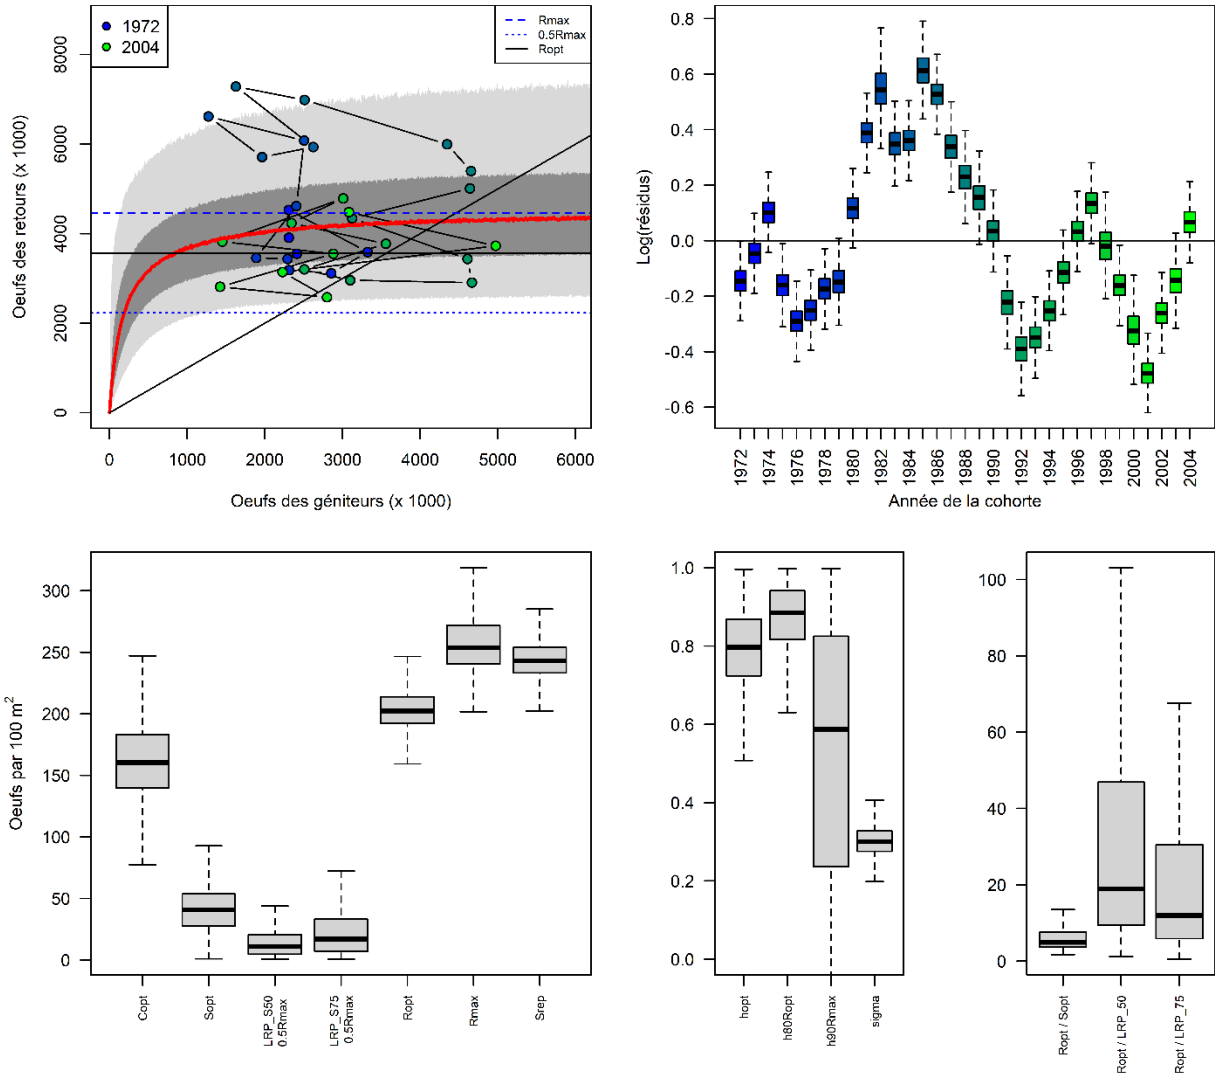 1972
2004
Rmax
0.5Rmax
Ropt
Oeufs des retours (x 1000)
8000
6000
4000
2000
0
0 1000 2000 3000 4000 5000 6000
Oeufs des géniteurs (x 1000)
Log(résidus)
0.8
0.6
0.4
0.2
0.0
-0.2
-0.4
-0.6
1972 1974 1976 1978 1980 1982 1984 1986 1988 1990 1992 1994 1996 1998 2000 2002 2004
Année de la cohorte
Oeufs par 100 m²
300
250
200
150
100
50
0
Copt
Sopt
LRP_S50
0.5Rmax
LRP_S75
0.5Rmax
Ropt
Rmax
Srep
1.0
0.8
0.6
0.4
0.2
0.0
hopt
h80Ropt
h90Rmax
sigma
100
80
60
40
20
0
Ropt / Sopt
Ropt / LRP_50
Ropt / LRP_75